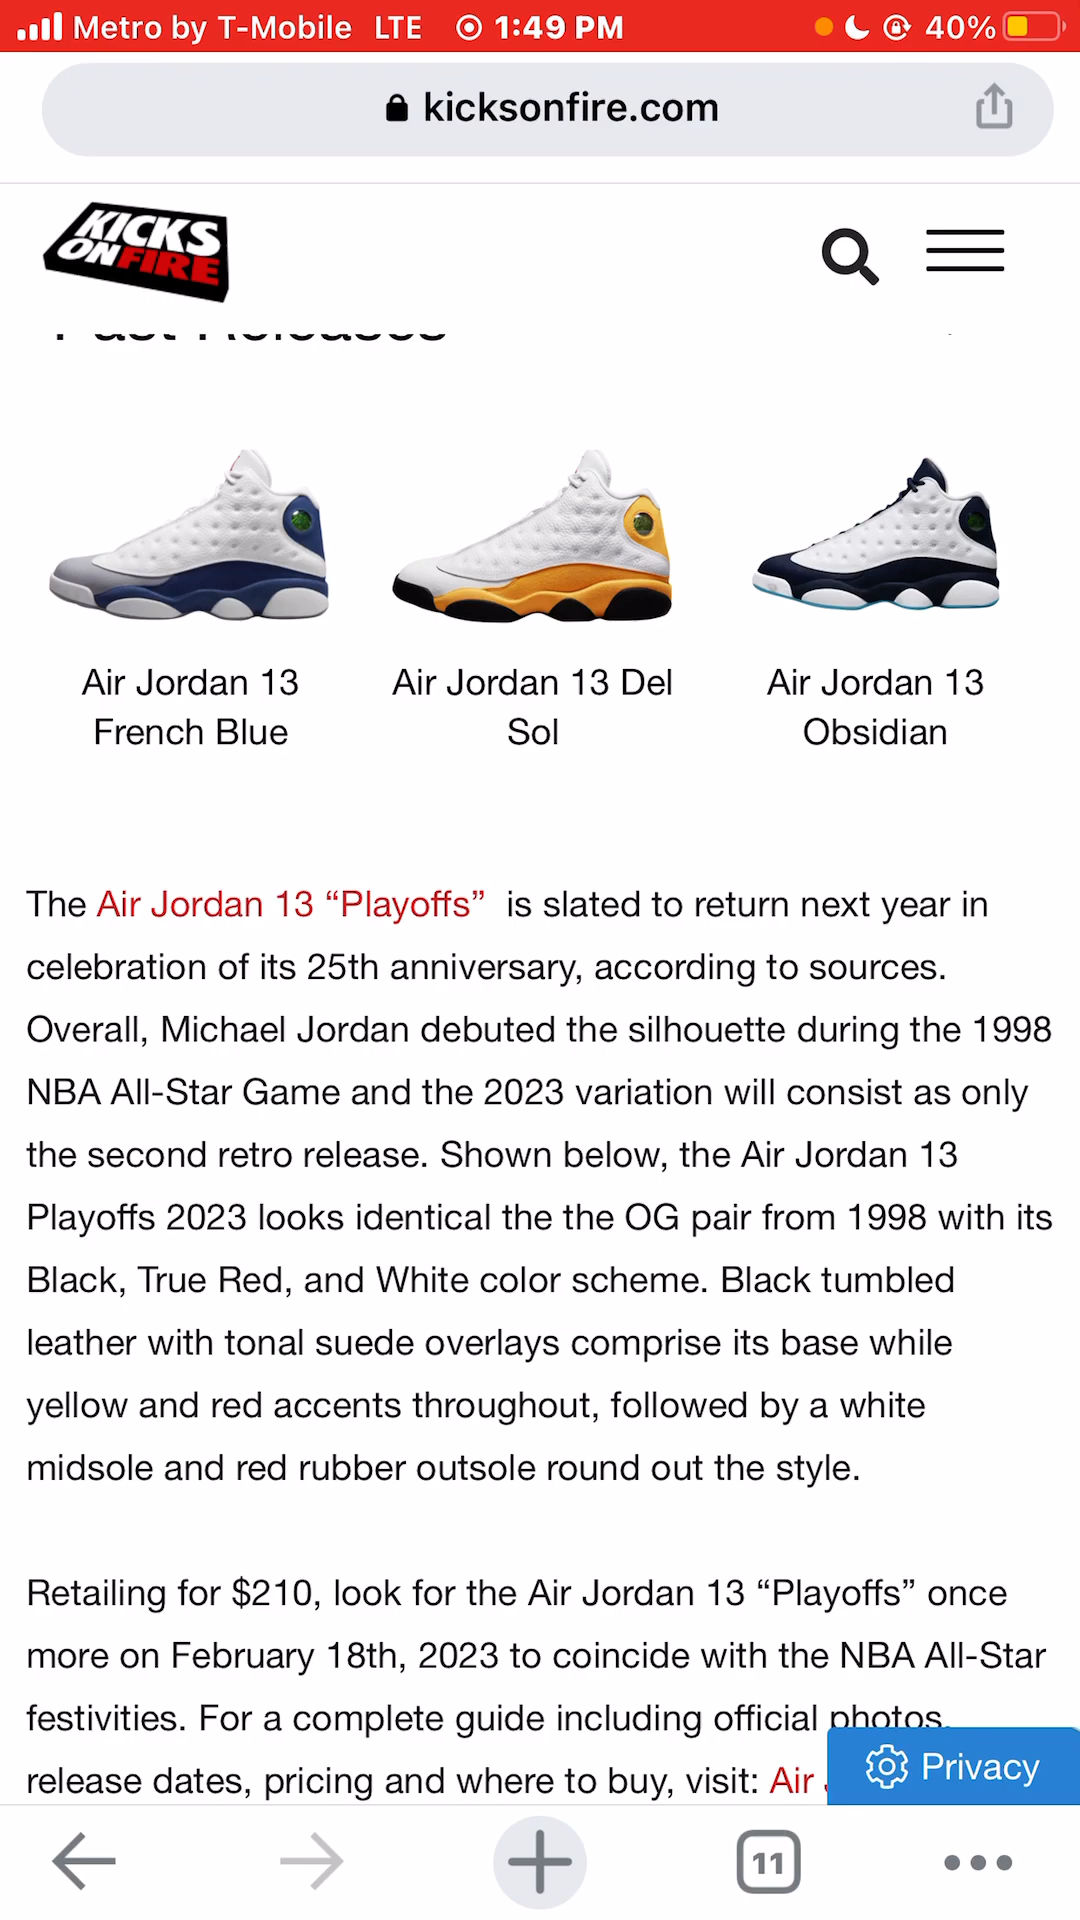 Metro by T-Mobile LTE 1:49 PM 40%
kicksonfire.com
KICKS
ONFIRE
Past Releases
Air Jordan 13
French Blue
Air Jordan 13 Del
Sol
Air Jordan 13
Obsidian
The Air Jordan 13 “Playoffs” is slated to return next year in
celebration of its 25th anniversary, according to sources.
Overall, Michael Jordan debuted the silhouette during the 1998
NBA All-Star Game and the 2023 variation will consist as only
the second retro release. Shown below, the Air Jordan 13
Playoffs 2023 looks identical the the OG pair from 1998 with its
Black, True Red, and White color scheme. Black tumbled
leather with tonal suede overlays comprise its base while
yellow and red accents throughout, followed by a white
midsole and red rubber outsole round out the style.
Retailing for $210, look for the Air Jordan 13 “Playoffs” once
more on February 18th, 2023 to coincide with the NBA All-Star
festivities. For a complete guide including official photos,
release dates, pricing and where to buy, visit: Air
Privacy
11